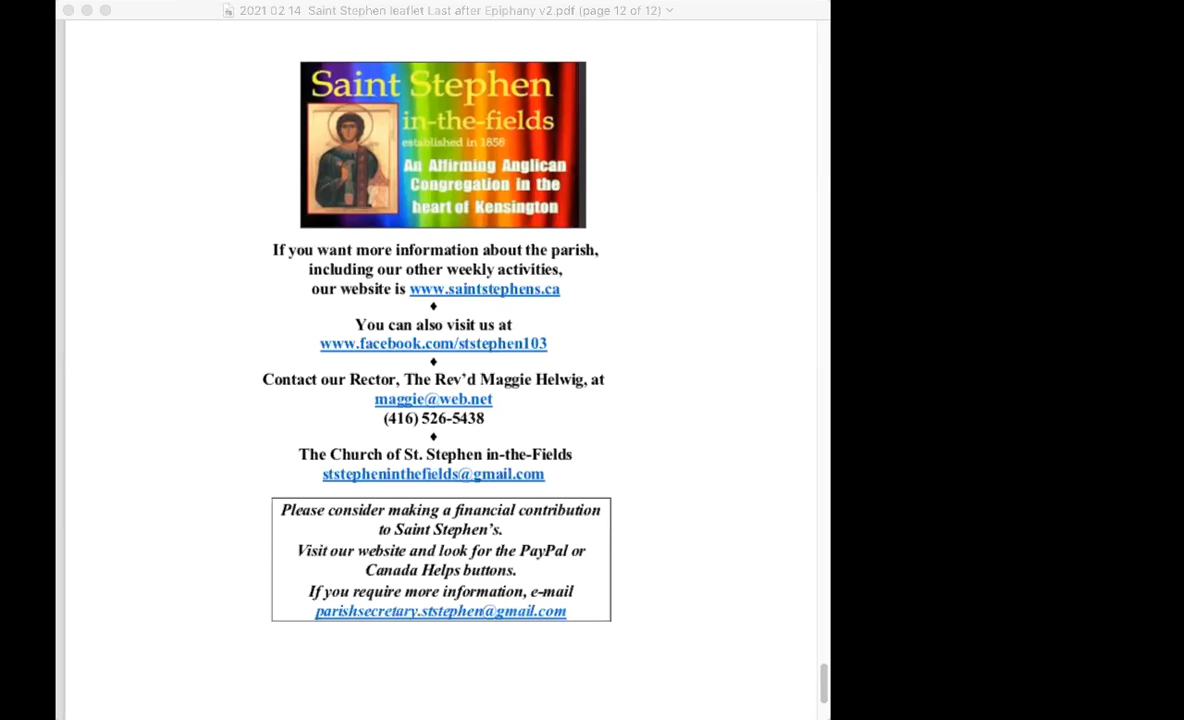 2021 02 14 Saint Stephen leaflet Last after Epiphany v2.pdf (page 12 of 12)
Saint Stephen
in-the-fields
established in 1858
An Affirming Anglican
Congregation in the
heart of Kensington
If you want more information about the parish,
including our other weekly activities,
our website is www.saintstephens.ca
♦
You can also visit us at
www.facebook.com/ststephen103
♦
Contact our Rector, The Rev’d Maggie Helwig, at
maggie@web.net
(416) 526-5438
♦
The Church of St. Stephen in-the-Fields
ststepheninthefields@gmail.com
Please consider making a financial contribution
to Saint Stephen’s.
Visit our website and look for the PayPal or
Canada Helps buttons.
If you require more information, e-mail
parishsecretary.ststephen@gmail.com